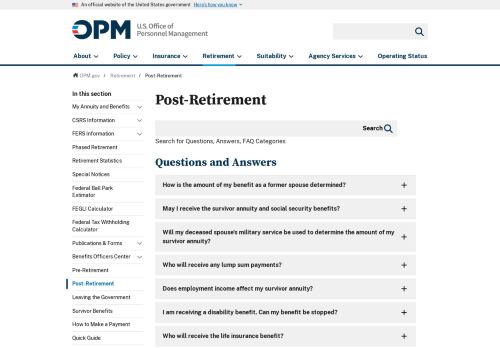 An official website of the United States government Here's how you know
OPM
U.S. Office of
Personnel Management
About
Policy
Insurance
Retirement
Suitability
Agency Services
Operating Status
OPM.gov / Retirement / Post-Retirement
In this section
My Annuity and Benefits
CSRS Information
FERS Information
Phased Retirement
Retirement Statistics
Special Notices
Federal Ball Park
Estimator
FEGLI Calculator
Federal Tax Withholding
Calculator
Publications & Forms
Benefits Officers Center
Pre-Retirement
Post-Retirement
Leaving the Government
Survivor Benefits
How to Make a Payment
Quick Guide
Post-Retirement
Search
Search for Questions, Answers, FAQ Categories
Questions and Answers
How is the amount of my benefit as a former spouse determined?
May I receive the survivor annuity and social security benefits?
Will my deceased spouse's military service be used to determine the amount of my
survivor annuity?
Who will receive any lump sum payments?
Does employment income affect my survivor annuity?
I am receiving a disability benefit. Can my benefit be stopped?
Who will receive the life insurance benefit?